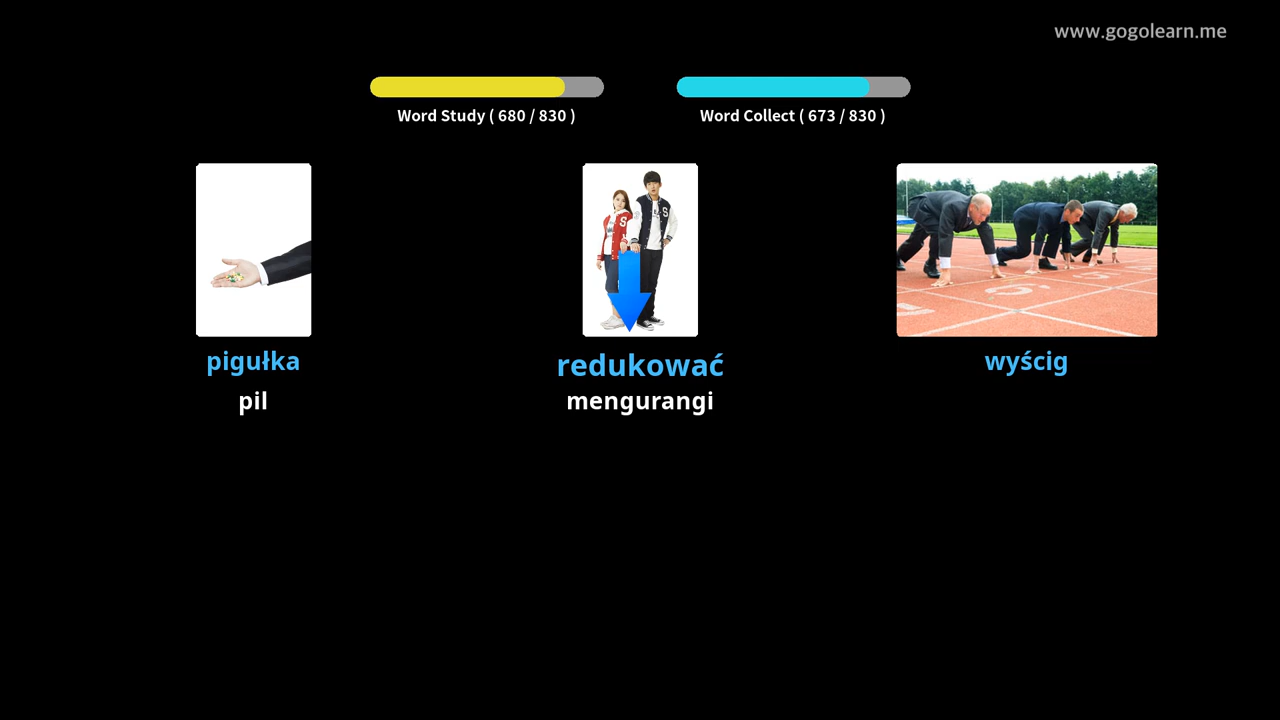 www.gogolearn.me
Word Study ( 680 / 830 )
Word Collect ( 673 / 830 )
pigułka
pil
redukować
mengurangi
wyścig